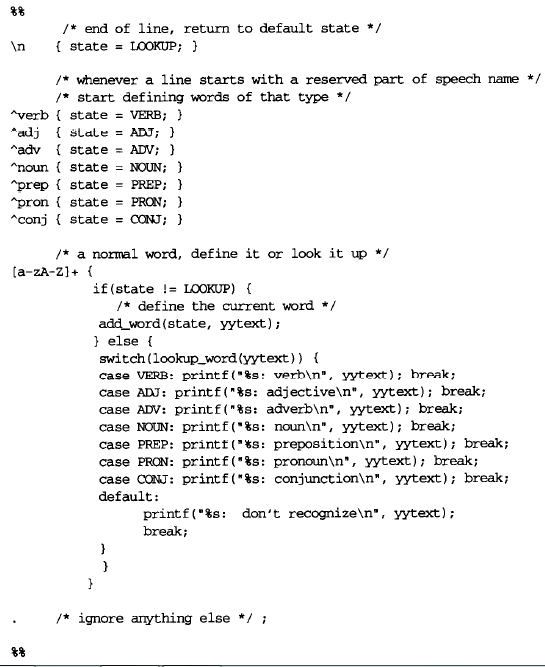 %%
/* end of line, return to default state */
\n { state = LOOKUP; }
/* whenever a line starts with a reserved part of speech name */
/* start defining words of that type */
^verb { state = VERB; }
^adj { state = ADJ; }
^adv { state = ADV; }
^noun { state = NOUN; }
^prep { state = PREP; }
^pron { state = PRON; }
^conj { state = CONJ; }
/* a normal word, define it or look it up */
[a-zA-Z]+ {
if(state != LOOKUP) {
/* define the current word */
add_word(state, yytext);
} else {
switch(lookup_word(yytext)) {
case VERB: printf("%s: verb\n", yytext); break;
case ADJ: printf("%s: adjective\n", yytext); break;
case ADV: printf("%s: adverb\n", yytext); break;
case NOUN: printf("%s: noun\n", yytext); break;
case PREP: printf("%s: preposition\n", yytext); break;
case PRON: printf("%s: pronoun\n", yytext); break;
case CONJ: printf("%s: conjunction\n", yytext); break;
default:
printf("%s:  don't recognize\n", yytext);
break;
}
}
}
. /* ignore anything else */ ;
%%